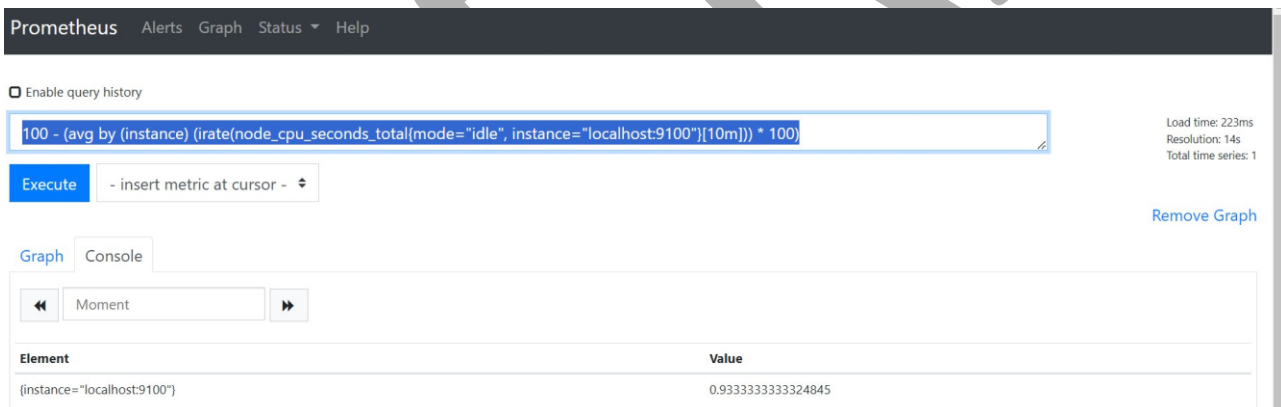 Prometheus Alerts Graph Status Help
Enable query history
100 - (avg by (instance) (irate(node_cpu_seconds_total{mode="idle", instance="localhost:9100"}[10m])) * 100)
Load time: 223ms
Resolution: 14s
Total time series: 1
Execute - insert metric at cursor -
Remove Graph
Graph Console
Moment
Element Value
{instance="localhost:9100"} 0.9333333333324845